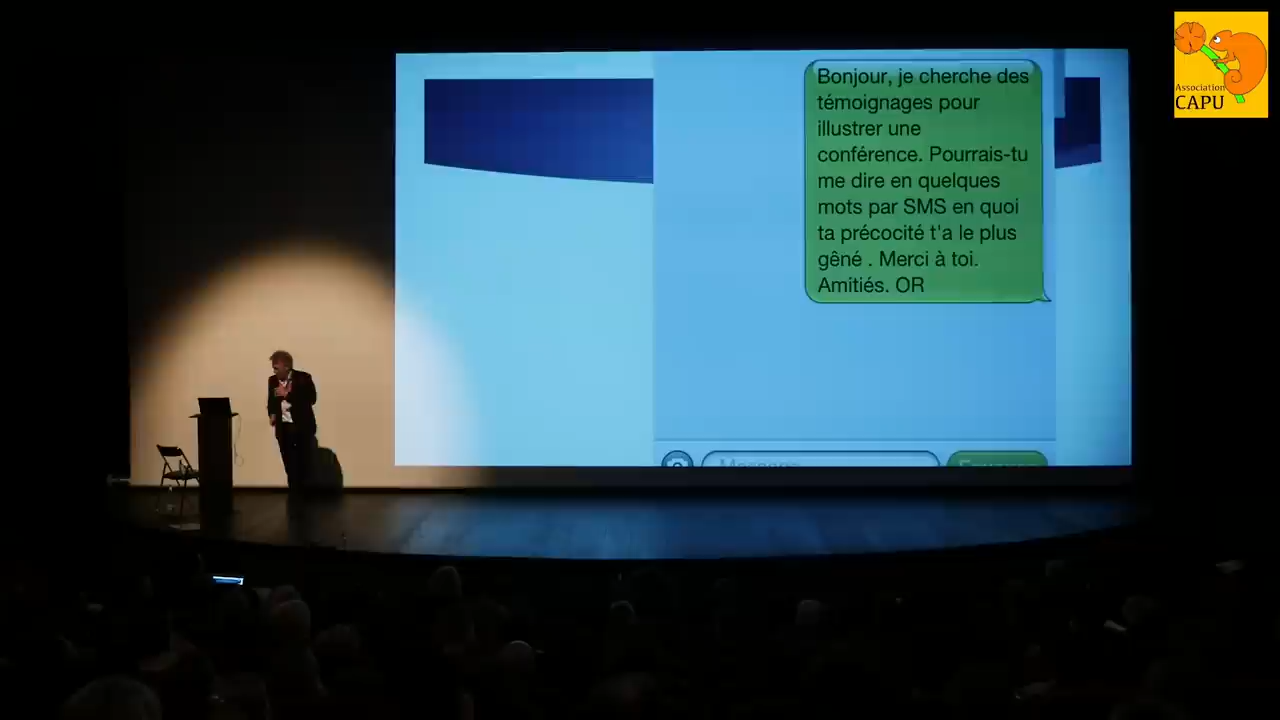 Bonjour, je cherche des
témoignages pour
illustrer une
conférence. Pourrais-tu
me dire en quelques
mots par SMS en quoi
ta précocité t'a le plus
gêné . Merci à toi.
Amitiés. OR
Association
CAPU